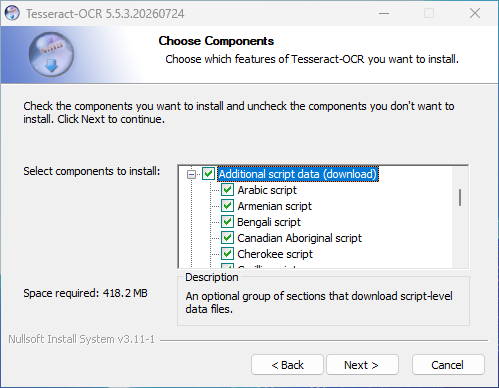 Tesseract-OCR 5.5.3.20260724
Choose Components
Choose which features of Tesseract-OCR you want to install.
Check the components you want to install and uncheck the components you don't want to
install. Click Next to continue.
Select components to install:
Additional script data (download)
Arabic script
Armenian script
Bengali script
Canadian Aboriginal script
Cherokee script
Space required: 418.2 MB
Description
An optional group of sections that download script-level
data files.
Nullsoft Install System v3.11-1
< Back
Next >
Cancel